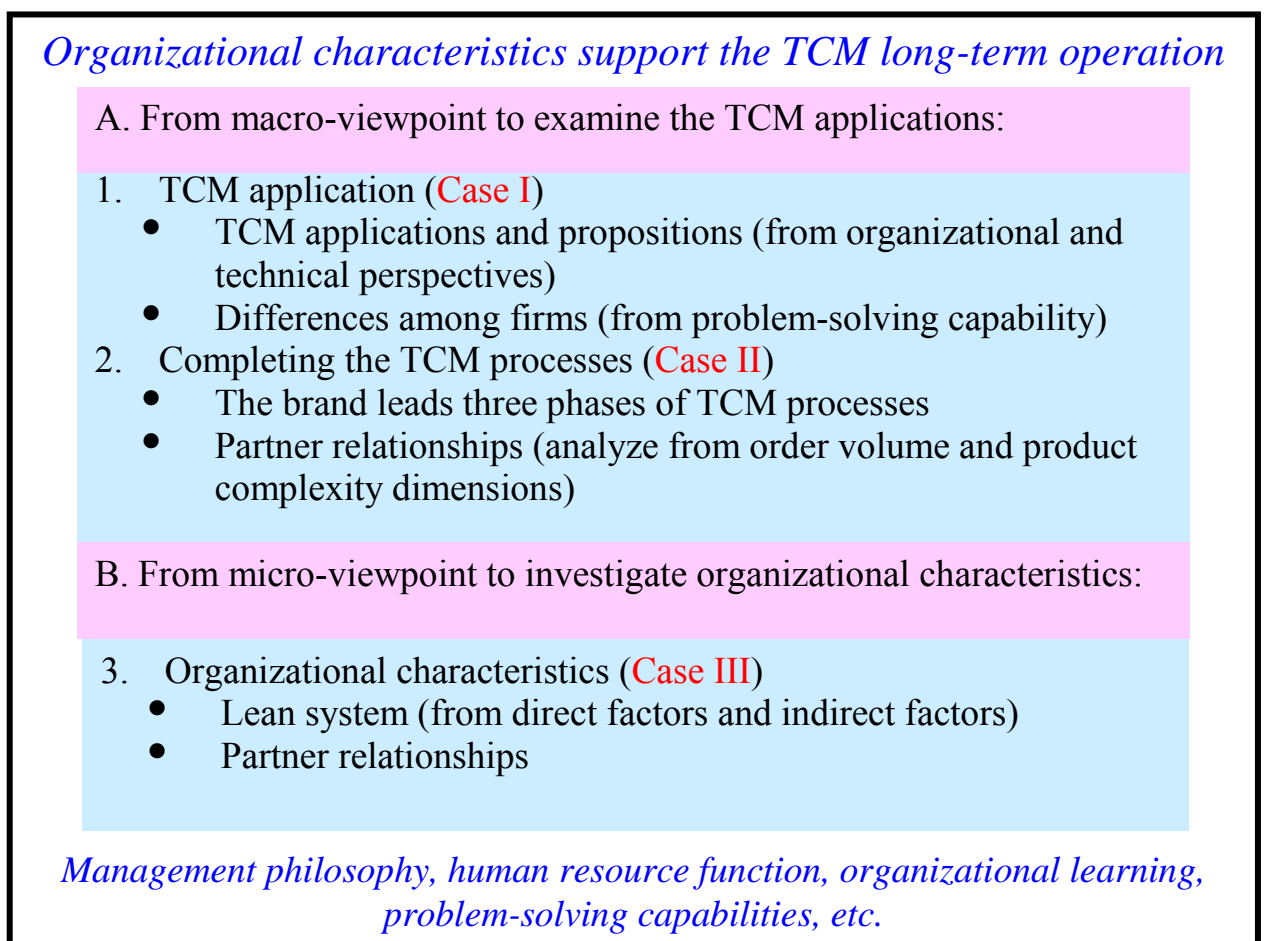 Organizational characteristics support the TCM long-term operation
A. From macro-viewpoint to examine the TCM applications:
1. TCM application (Case I)
• TCM applications and propositions (from organizational and
technical perspectives)
• Differences among firms (from problem-solving capability)
2. Completing the TCM processes (Case II)
• The brand leads three phases of TCM processes
• Partner relationships (analyze from order volume and product
complexity dimensions)
B. From micro-viewpoint to investigate organizational characteristics:
3. Organizational characteristics (Case III)
• Lean system (from direct factors and indirect factors)
• Partner relationships
Management philosophy, human resource function, organizational learning,
problem-solving capabilities, etc.